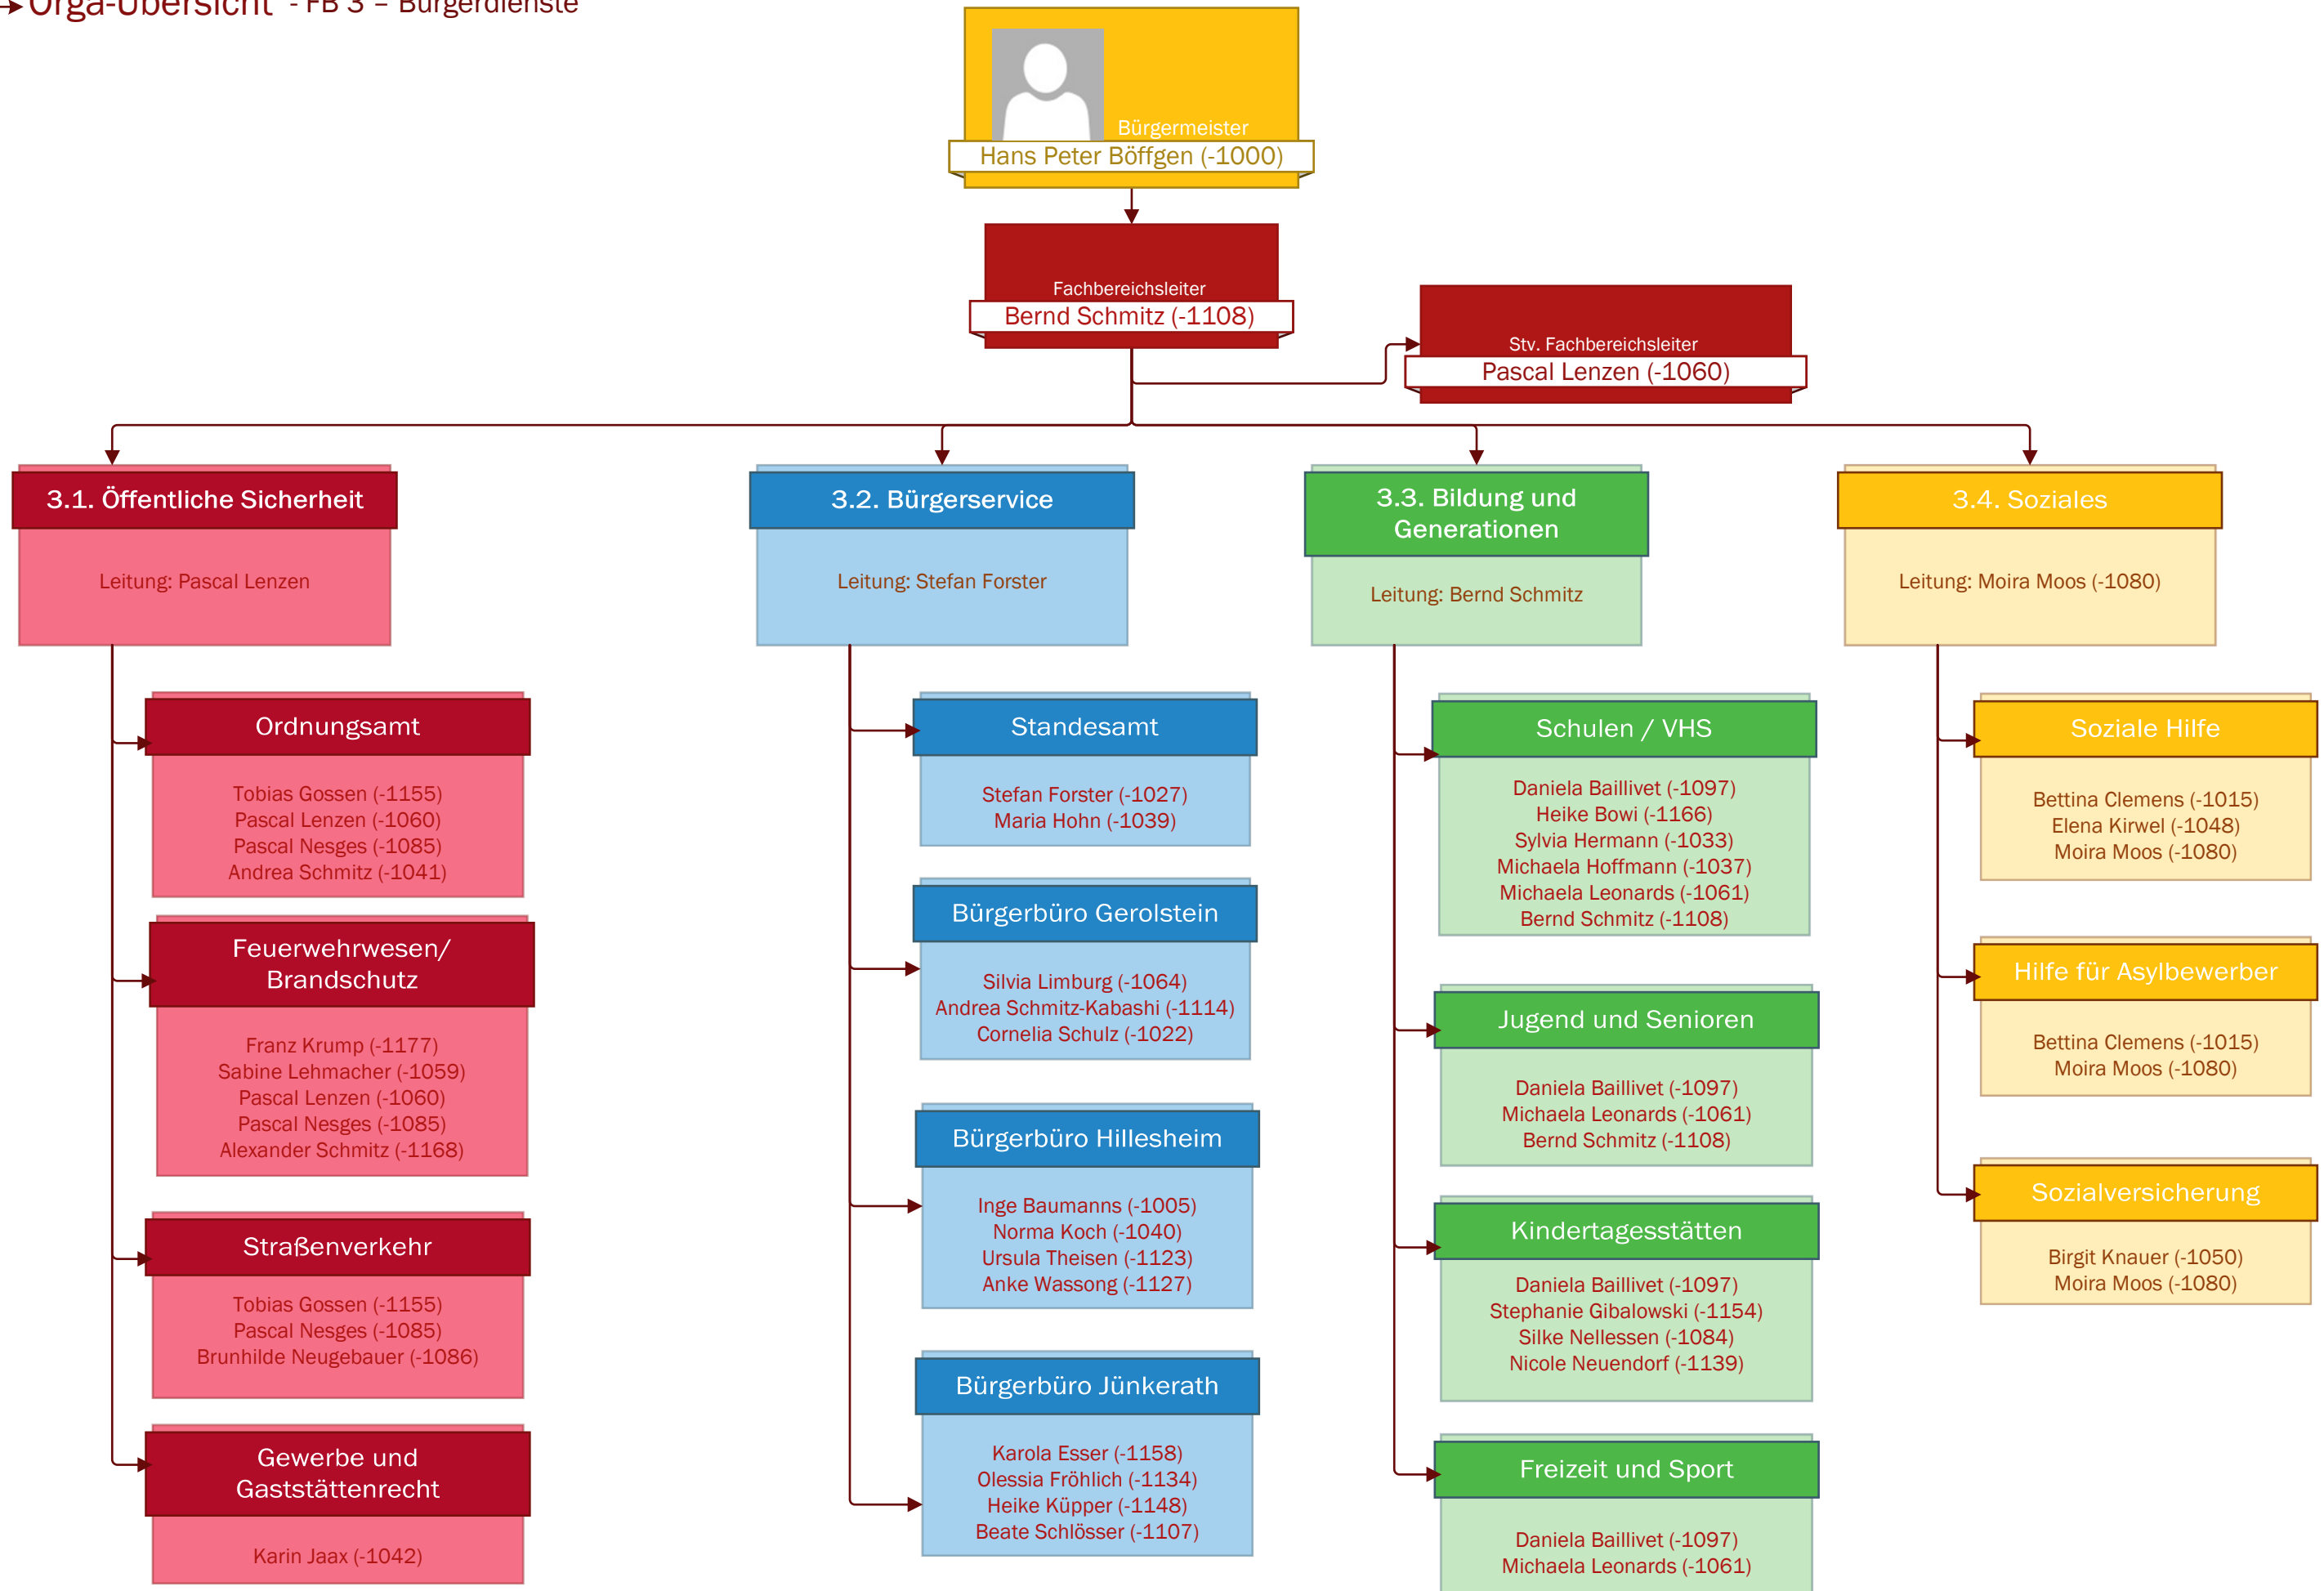 Orga-Übersicht - FB 3 – Bürgerdienste
Bürgermeister
Hans Peter Böffgen (-1000)
Fachbereichsleiter
Bernd Schmitz (-1108)
Stv. Fachbereichsleiter
Pascal Lenzen (-1060)
3.1. Öffentliche Sicherheit
Leitung: Pascal Lenzen
Ordnungsamt
Tobias Gossen (-1155)
Pascal Lenzen (-1060)
Pascal Nesges (-1085)
Andrea Schmitz (-1041)
Feuerwehrwesen/
Brandschutz
Franz Krump (-1177)
Sabine Lehmacher (-1059)
Pascal Lenzen (-1060)
Pascal Nesges (-1085)
Alexander Schmitz (-1168)
Straßenverkehr
Tobias Gossen (-1155)
Pascal Nesges (-1085)
Brunhilde Neugebauer (-1086)
Gewerbe und
Gaststättenrecht
Karin Jaax (-1042)
3.2. Bürgerservice
Leitung: Stefan Forster
Standesamt
Stefan Forster (-1027)
Maria Hohn (-1039)
Bürgerbüro Gerolstein
Silvia Limburg (-1064)
Andrea Schmitz-Kabashi (-1114)
Cornelia Schulz (-1022)
Bürgerbüro Hillesheim
Inge Baumanns (-1005)
Norma Koch (-1040)
Ursula Theisen (-1123)
Anke Wassong (-1127)
Bürgerbüro Jünkerath
Karola Esser (-1158)
Olessia Fröhlich (-1134)
Heike Küpper (-1148)
Beate Schlösser (-1107)
3.3. Bildung und
Generationen
Leitung: Bernd Schmitz
Schulen / VHS
Daniela Baillivet (-1097)
Heike Bowi (-1166)
Sylvia Hermann (-1033)
Michaela Hoffmann (-1037)
Michaela Leonards (-1061)
Bernd Schmitz (-1108)
Jugend und Senioren
Daniela Baillivet (-1097)
Michaela Leonards (-1061)
Bernd Schmitz (-1108)
Kindertagesstätten
Daniela Baillivet (-1097)
Stephanie Gibalowski (-1154)
Silke Nellessen (-1084)
Nicole Neuendorf (-1139)
Freizeit und Sport
Daniela Baillivet (-1097)
Michaela Leonards (-1061)
3.4. Soziales
Leitung: Moira Moos (-1080)
Soziale Hilfe
Bettina Clemens (-1015)
Elena Kirwel (-1048)
Moira Moos (-1080)
Hilfe für Asylbewerber
Bettina Clemens (-1015)
Moira Moos (-1080)
Sozialversicherung
Birgit Knauer (-1050)
Moira Moos (-1080)